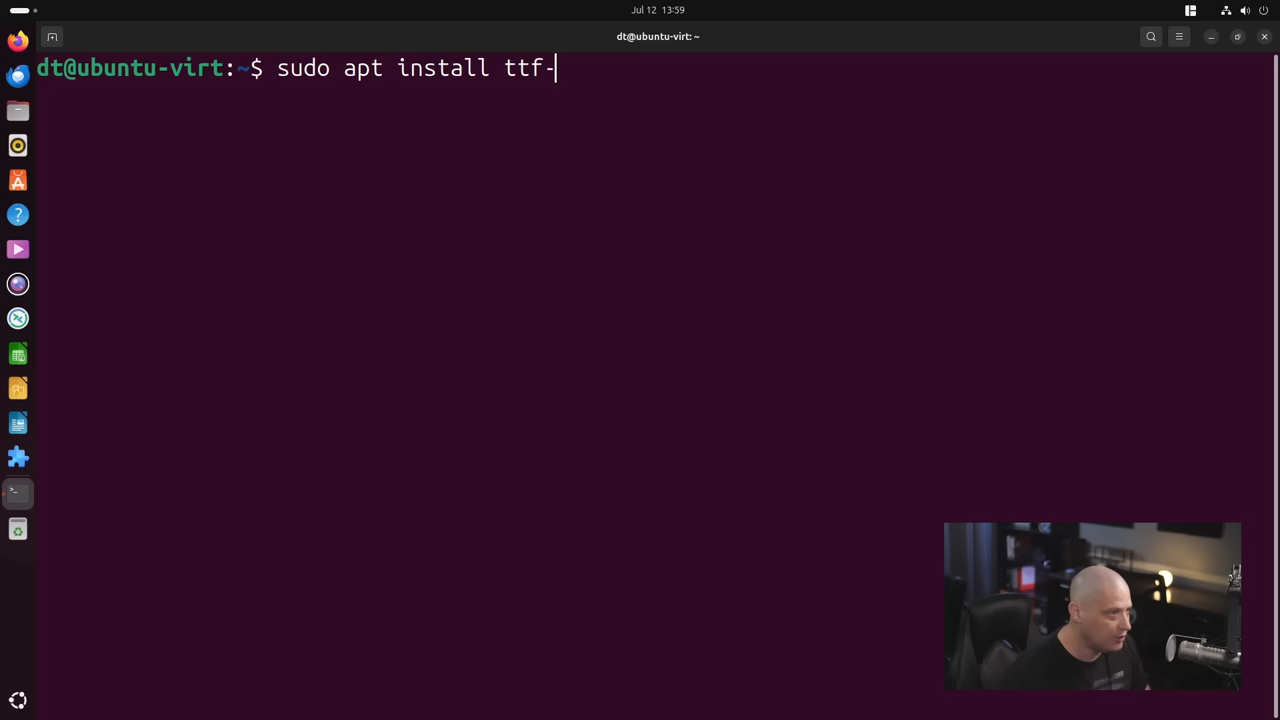 Jul 12 13:59
dt@ubuntu-virt: ~
dt@ubuntu-virt:~$ sudo apt install ttf-